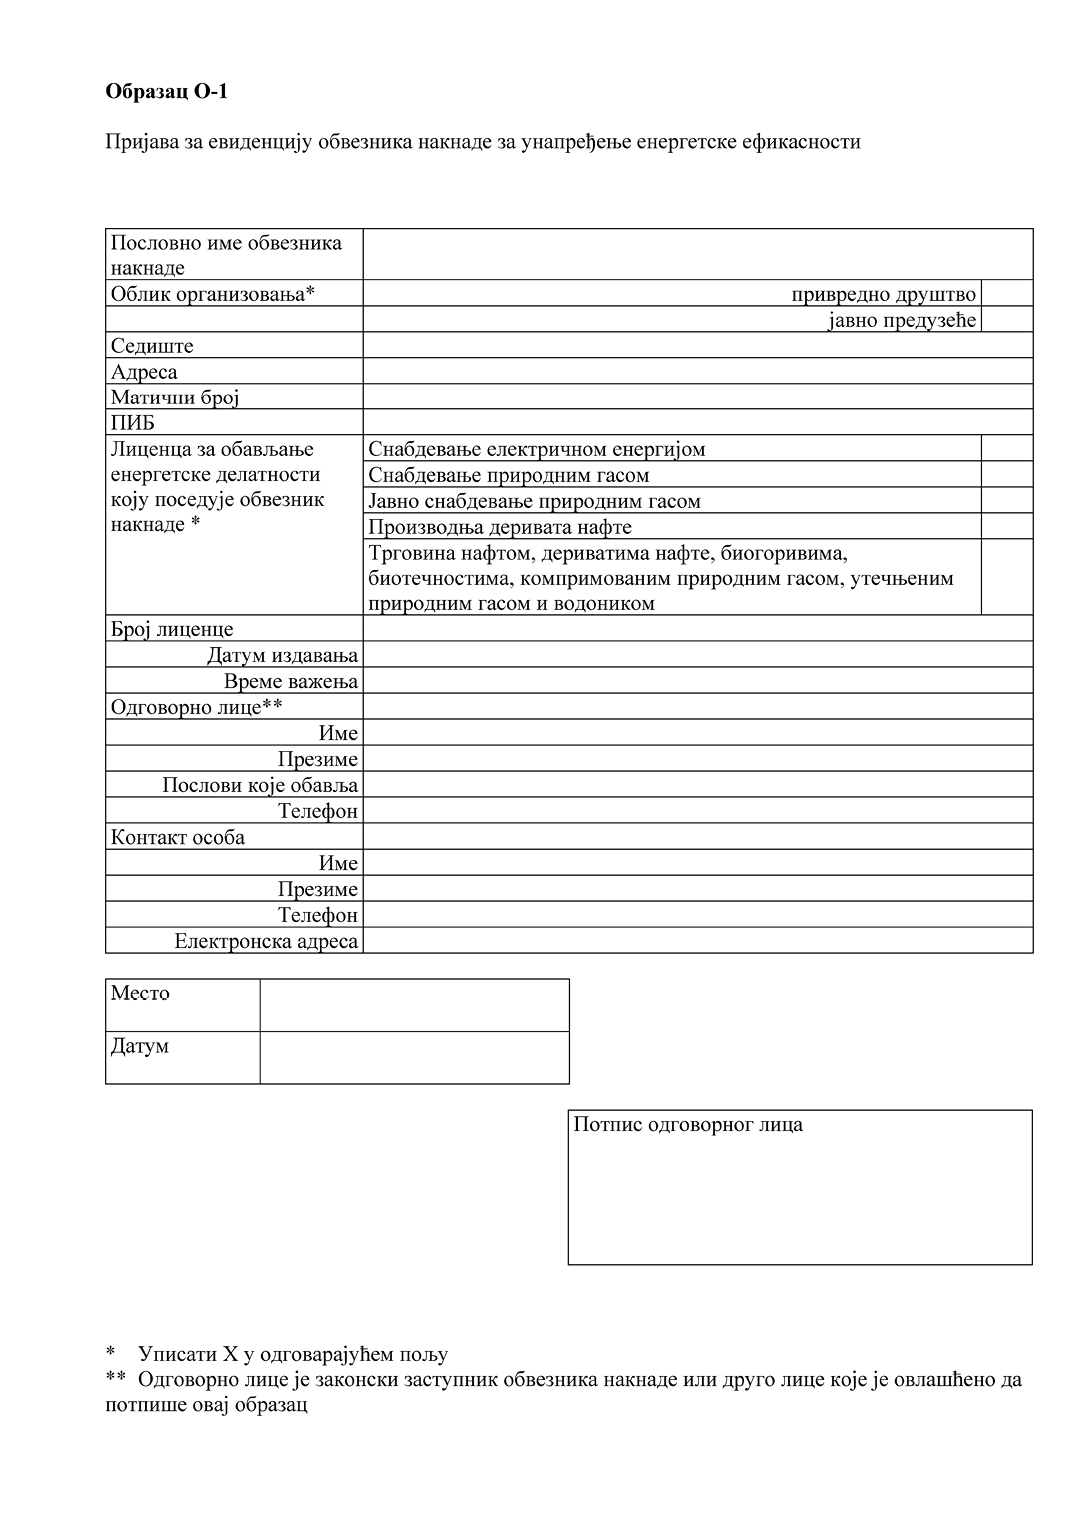 Образац О-1
Пријава за евиденцију обвезника накнаде за унапређење енергетске ефикасности
Пословно име обвезника
накнаде
Облик организовања*
привредно друштво
јавно предузеће
Седиште
Адреса
Матични број
ПИБ
Лиценца за обављање
енергетске делатности
коју поседује обвезник
накнаде *
Снабдевање електричном енергијом
Снабдевање природним гасом
Јавно снабдевање природним гасом
Производња деривата нафте
Трговина нафтом, дериватима нафте, биогоривима,
биотечностима, компримованим природним гасом, утечњеним
природним гасом и водоником
Број лиценце
Датум издавања
Време важења
Одговорно лице**
Име
Презиме
Послови које обавља
Телефон
Контакт особа
Име
Презиме
Телефон
Електронска адреса
Место
Датум
Потпис одговорног лица
* Уписати X у одговарајућем пољу
** Одговорно лице је законски заступник обвезника накнаде или друго лице које је овлашћено да
потпише овај образац